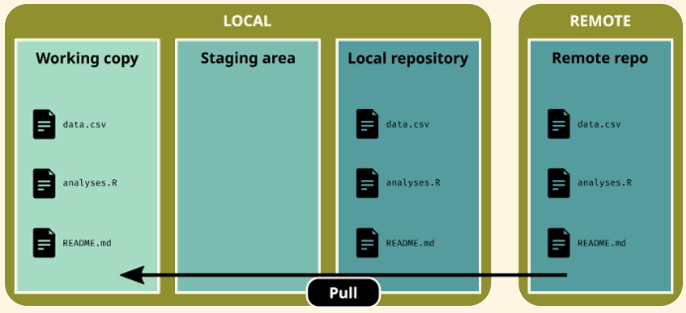 LOCAL
REMOTE
Working copy
Staging area
Local repository
Remote repo
data.csv
data.csv
data.csv
analyses.R
analyses.R
analyses.R
README.md
README.md
README.md
Pull